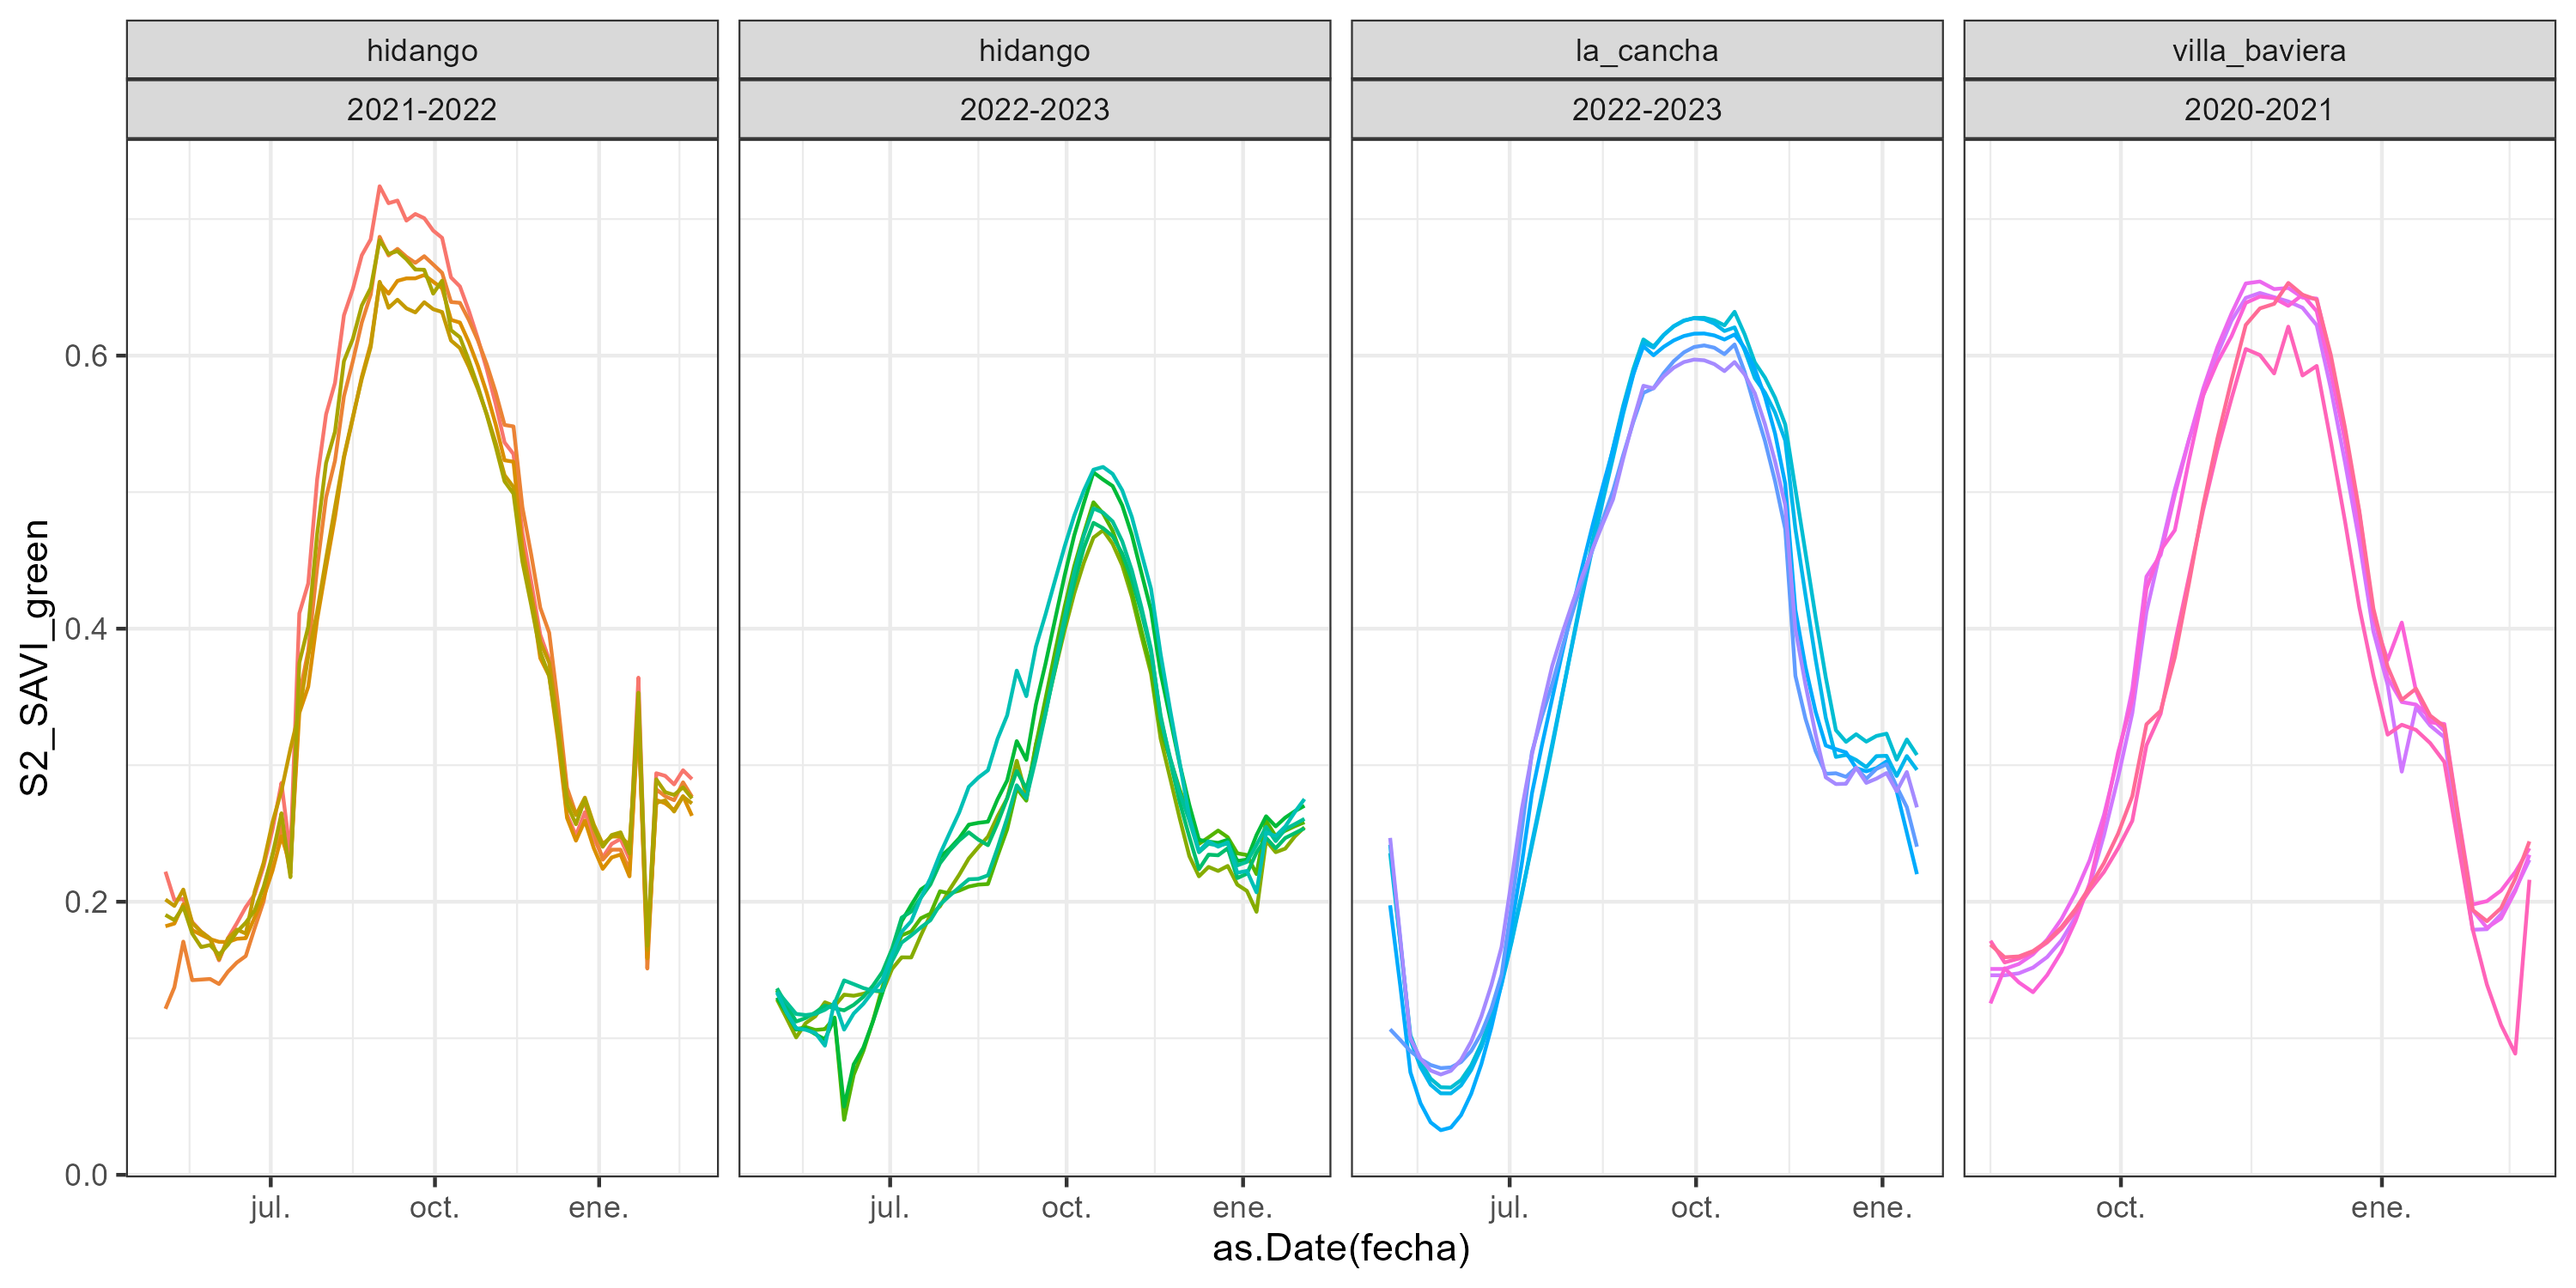 hidango hidango la_cancha villa_baviera
2021-2022 2022-2023 2022-2023 2020-2021
S2_SAVI_green
0.6
0.4
0.2
0.0
jul. oct. ene. jul. oct. ene. jul. oct. ene. oct. ene.
as.Date(fecha)